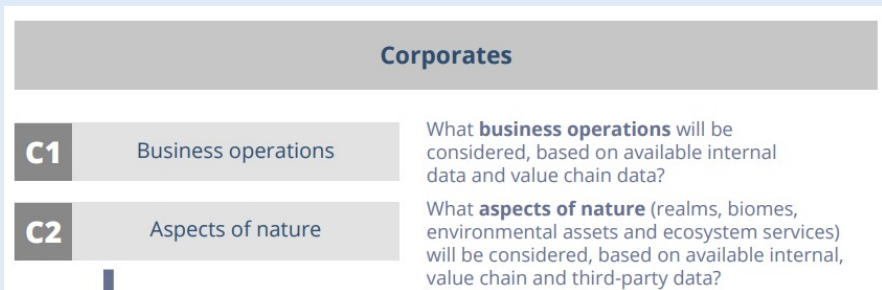 Corporates
C1
Business operations
What business operations will be
considered, based on available internal
data and value chain data?
C2
Aspects of nature
What aspects of nature (realms, biomes,
environmental assets and ecosystem services)
will be considered, based on available internal,
value chain and third-party data?